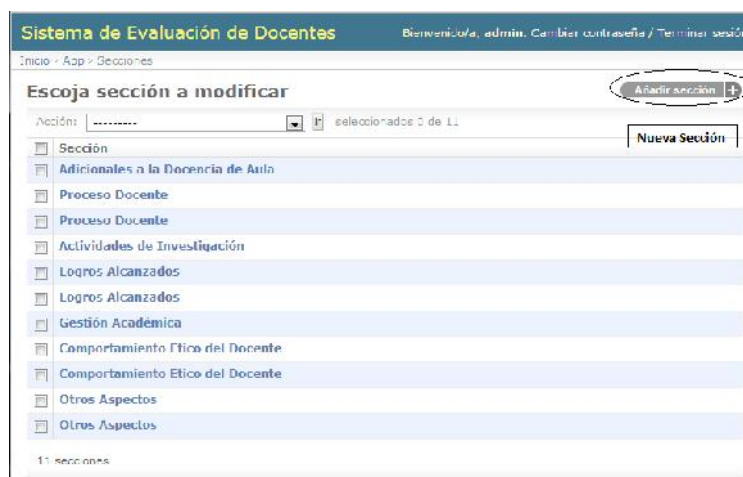 Sistema de Evaluación de Docentes
Bienvenido/a, admin. Cambiar contraseña / Terminar sesión
Inicio › App › Secciones
Escoja sección a modificar
Añadir sección +
Acción: --------- Ir seleccionados 0 de 11
Nueva Sección
Sección
Adicionales a la Docencia de Aula
Proceso Docente
Proceso Docente
Actividades de Investigación
Logros Alcanzados
Logros Alcanzados
Gestión Académica
Comportamiento Etico del Docente
Comportamiento Etico del Docente
Otros Aspectos
Otros Aspectos
11 secciones